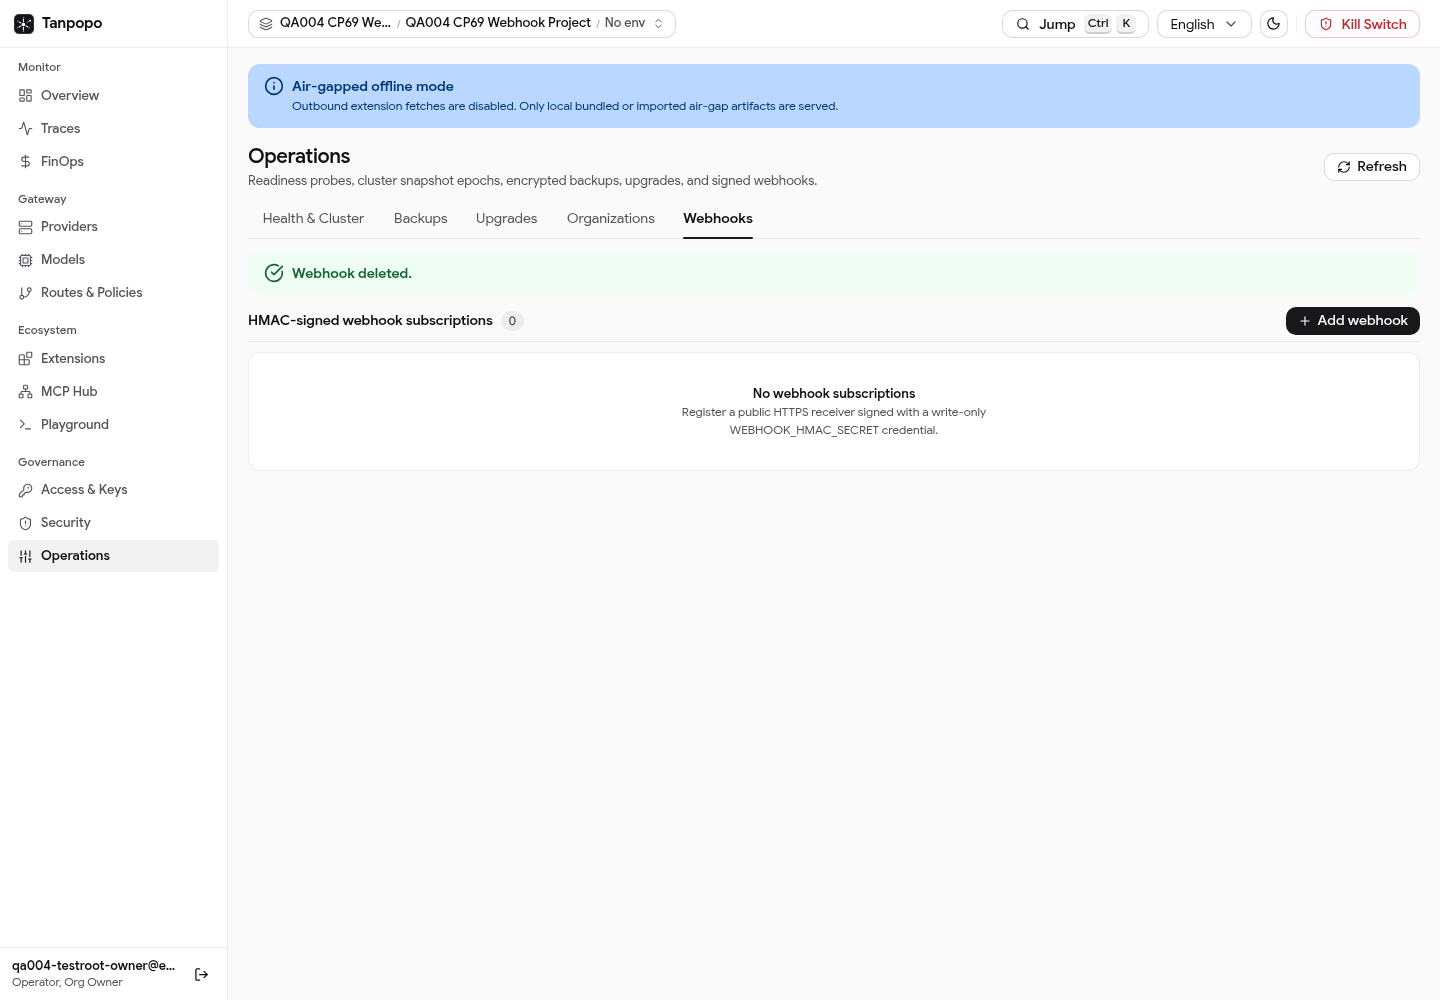 Tanpopo
QA004 CP69 We... / QA004 CP69 Webhook Project / No env
Jump Ctrl K
English
Kill Switch
Monitor
Overview
Traces
FinOps
Gateway
Providers
Models
Routes & Policies
Ecosystem
Extensions
MCP Hub
Playground
Governance
Access & Keys
Security
Operations
qa004-testroot-owner@e...
Operator, Org Owner
Air-gapped offline mode
Outbound extension fetches are disabled. Only local bundled or imported air-gap artifacts are served.
Operations
Readiness probes, cluster snapshot epochs, encrypted backups, upgrades, and signed webhooks.
Refresh
Health & Cluster Backups Upgrades Organizations Webhooks
Webhook deleted.
HMAC-signed webhook subscriptions 0
Add webhook
No webhook subscriptions
Register a public HTTPS receiver signed with a write-only
WEBHOOK_HMAC_SECRET credential.